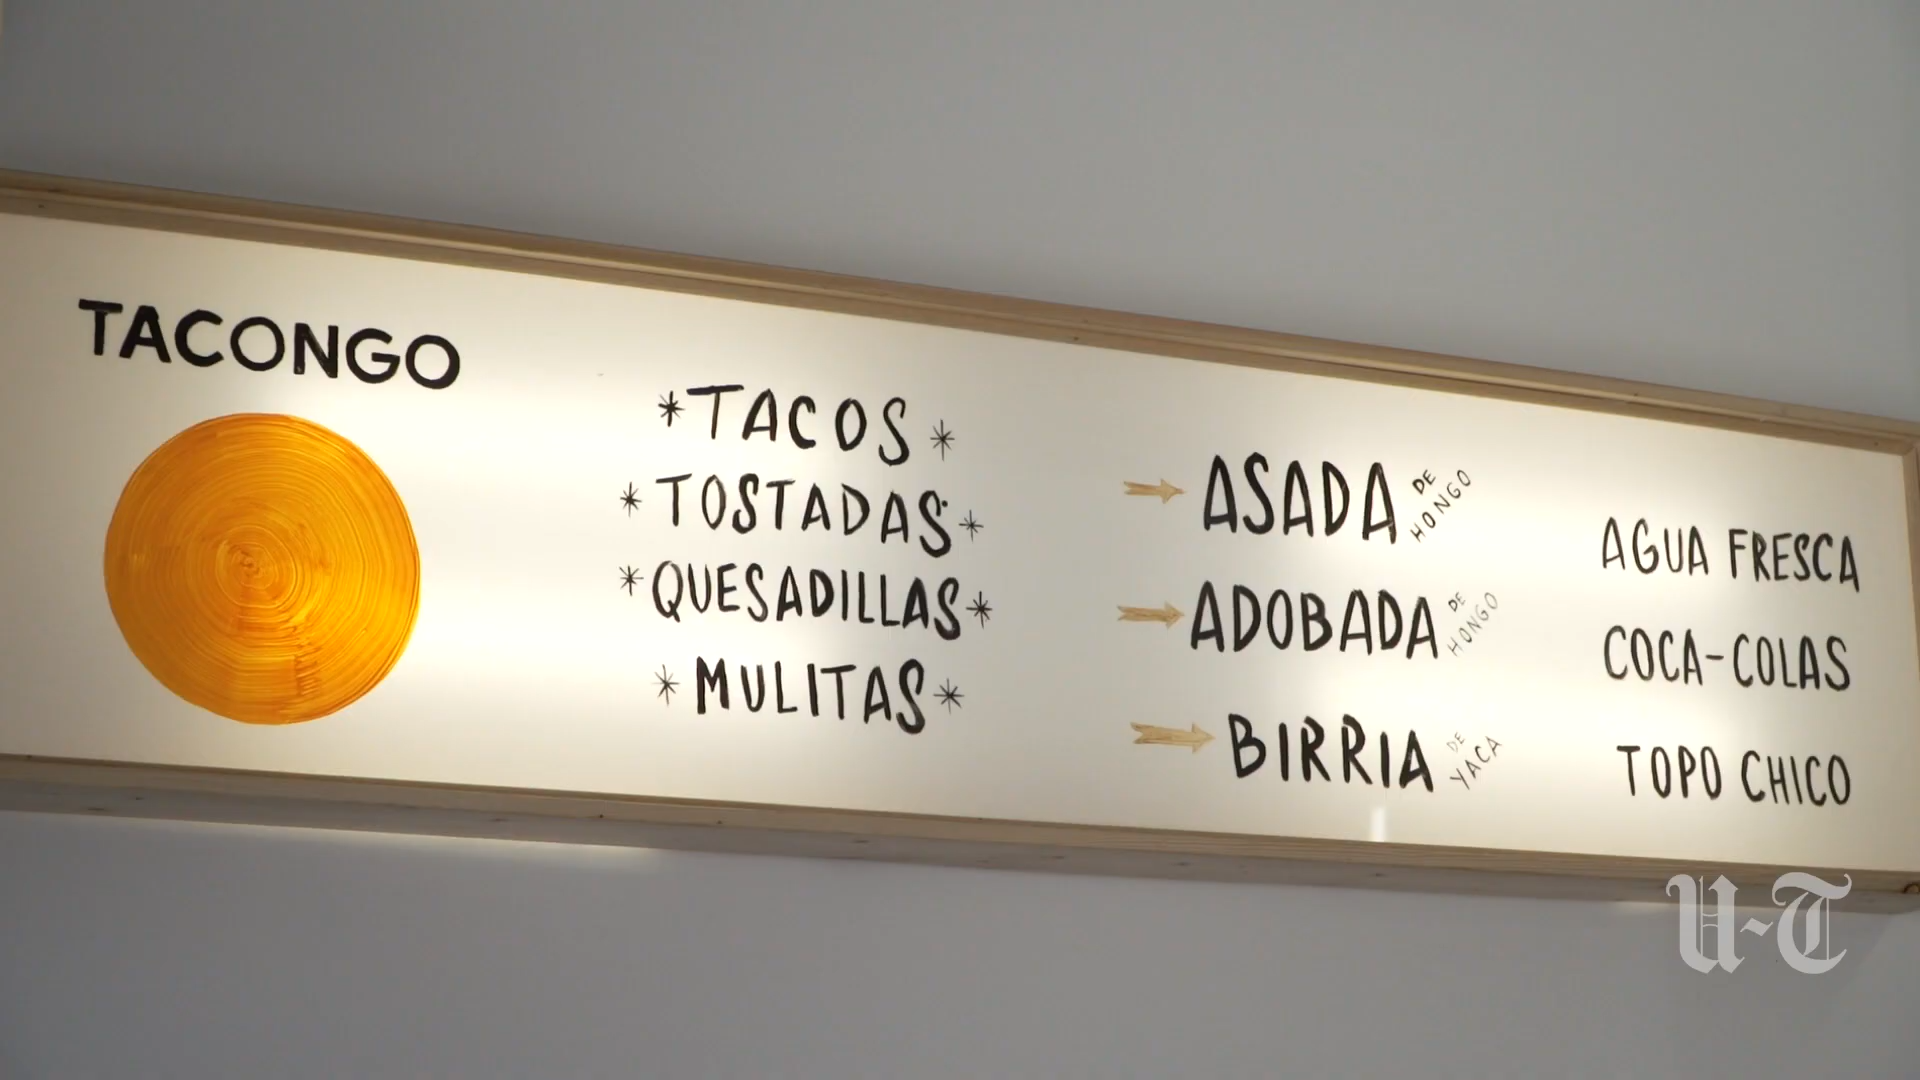 TACONGO
*TACOS*
*TOSTADAS*
*QUESADILLAS*
*MULITAS*
ASADA DE HONGO
ADOBADA DE HONGO
BIRRIA DE YACA
AGUA FRESCA
COCA-COLAS
TOPO CHICO
U-T